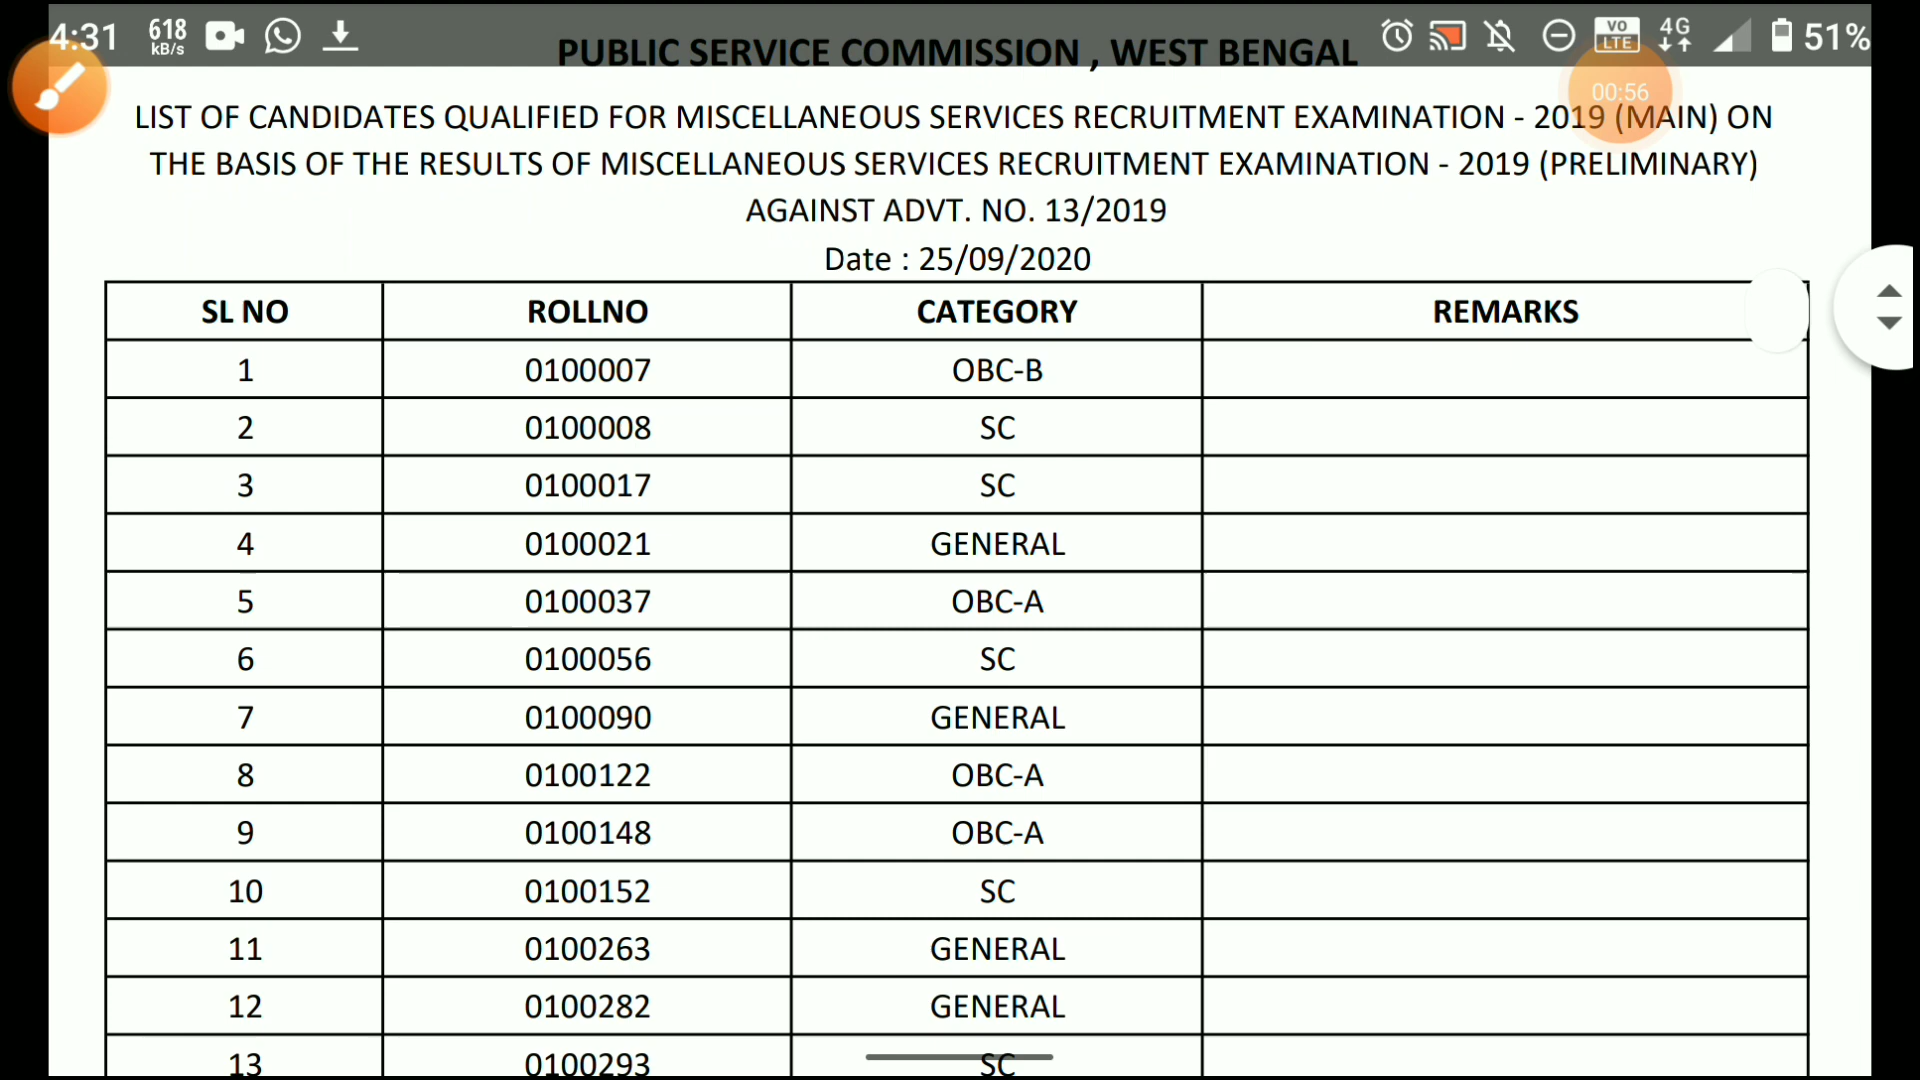 4:31 618 kB/s VO LTE 4G 51%
PUBLIC SERVICE COMMISSION , WEST BENGAL
00:56
LIST OF CANDIDATES QUALIFIED FOR MISCELLANEOUS SERVICES RECRUITMENT EXAMINATION - 2019 (MAIN) ON
THE BASIS OF THE RESULTS OF MISCELLANEOUS SERVICES RECRUITMENT EXAMINATION - 2019 (PRELIMINARY)
AGAINST ADVT. NO. 13/2019
Date : 25/09/2020
SL NO ROLLNO CATEGORY REMARKS
1 0100007 OBC-B
2 0100008 SC
3 0100017 SC
4 0100021 GENERAL
5 0100037 OBC-A
6 0100056 SC
7 0100090 GENERAL
8 0100122 OBC-A
9 0100148 OBC-A
10 0100152 SC
11 0100263 GENERAL
12 0100282 GENERAL
13 0100293 SC